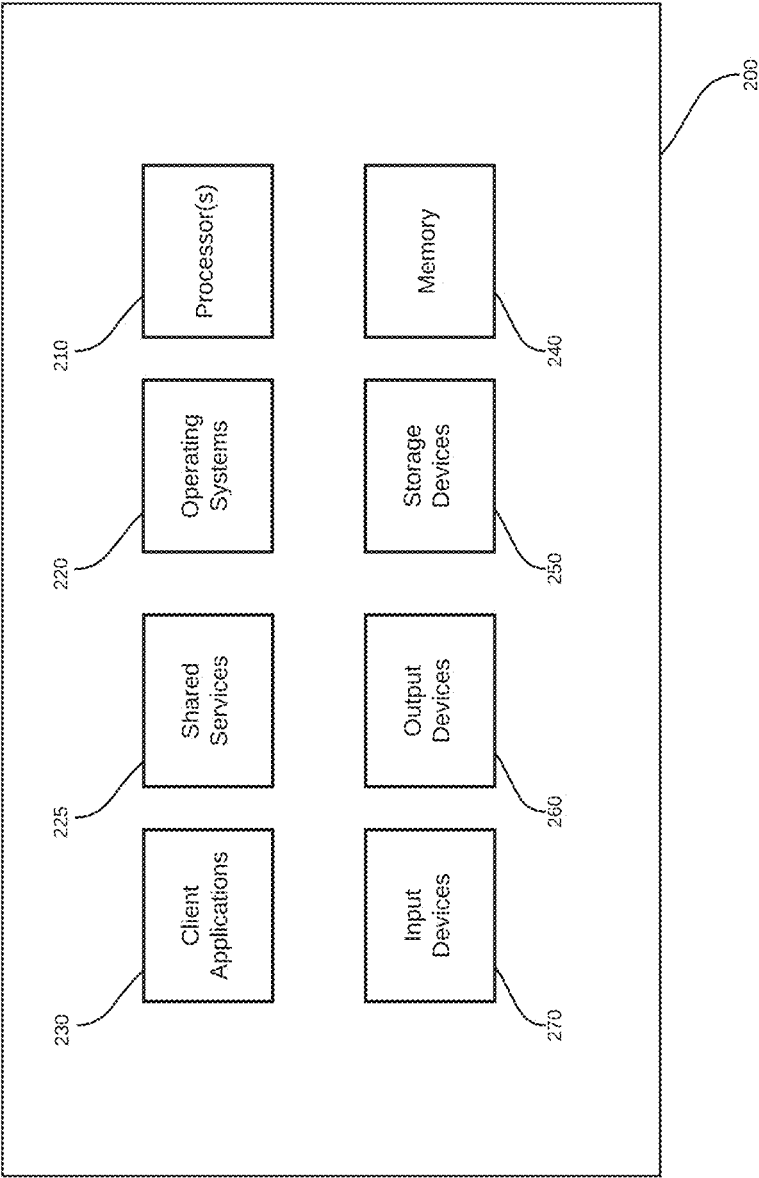 230
225
220
210
Client
Applications
Shared
Services
Operating
Systems
Processor(s)
Input
Devices
Output
Devices
Storage
Devices
Memory
270
260
250
240
200